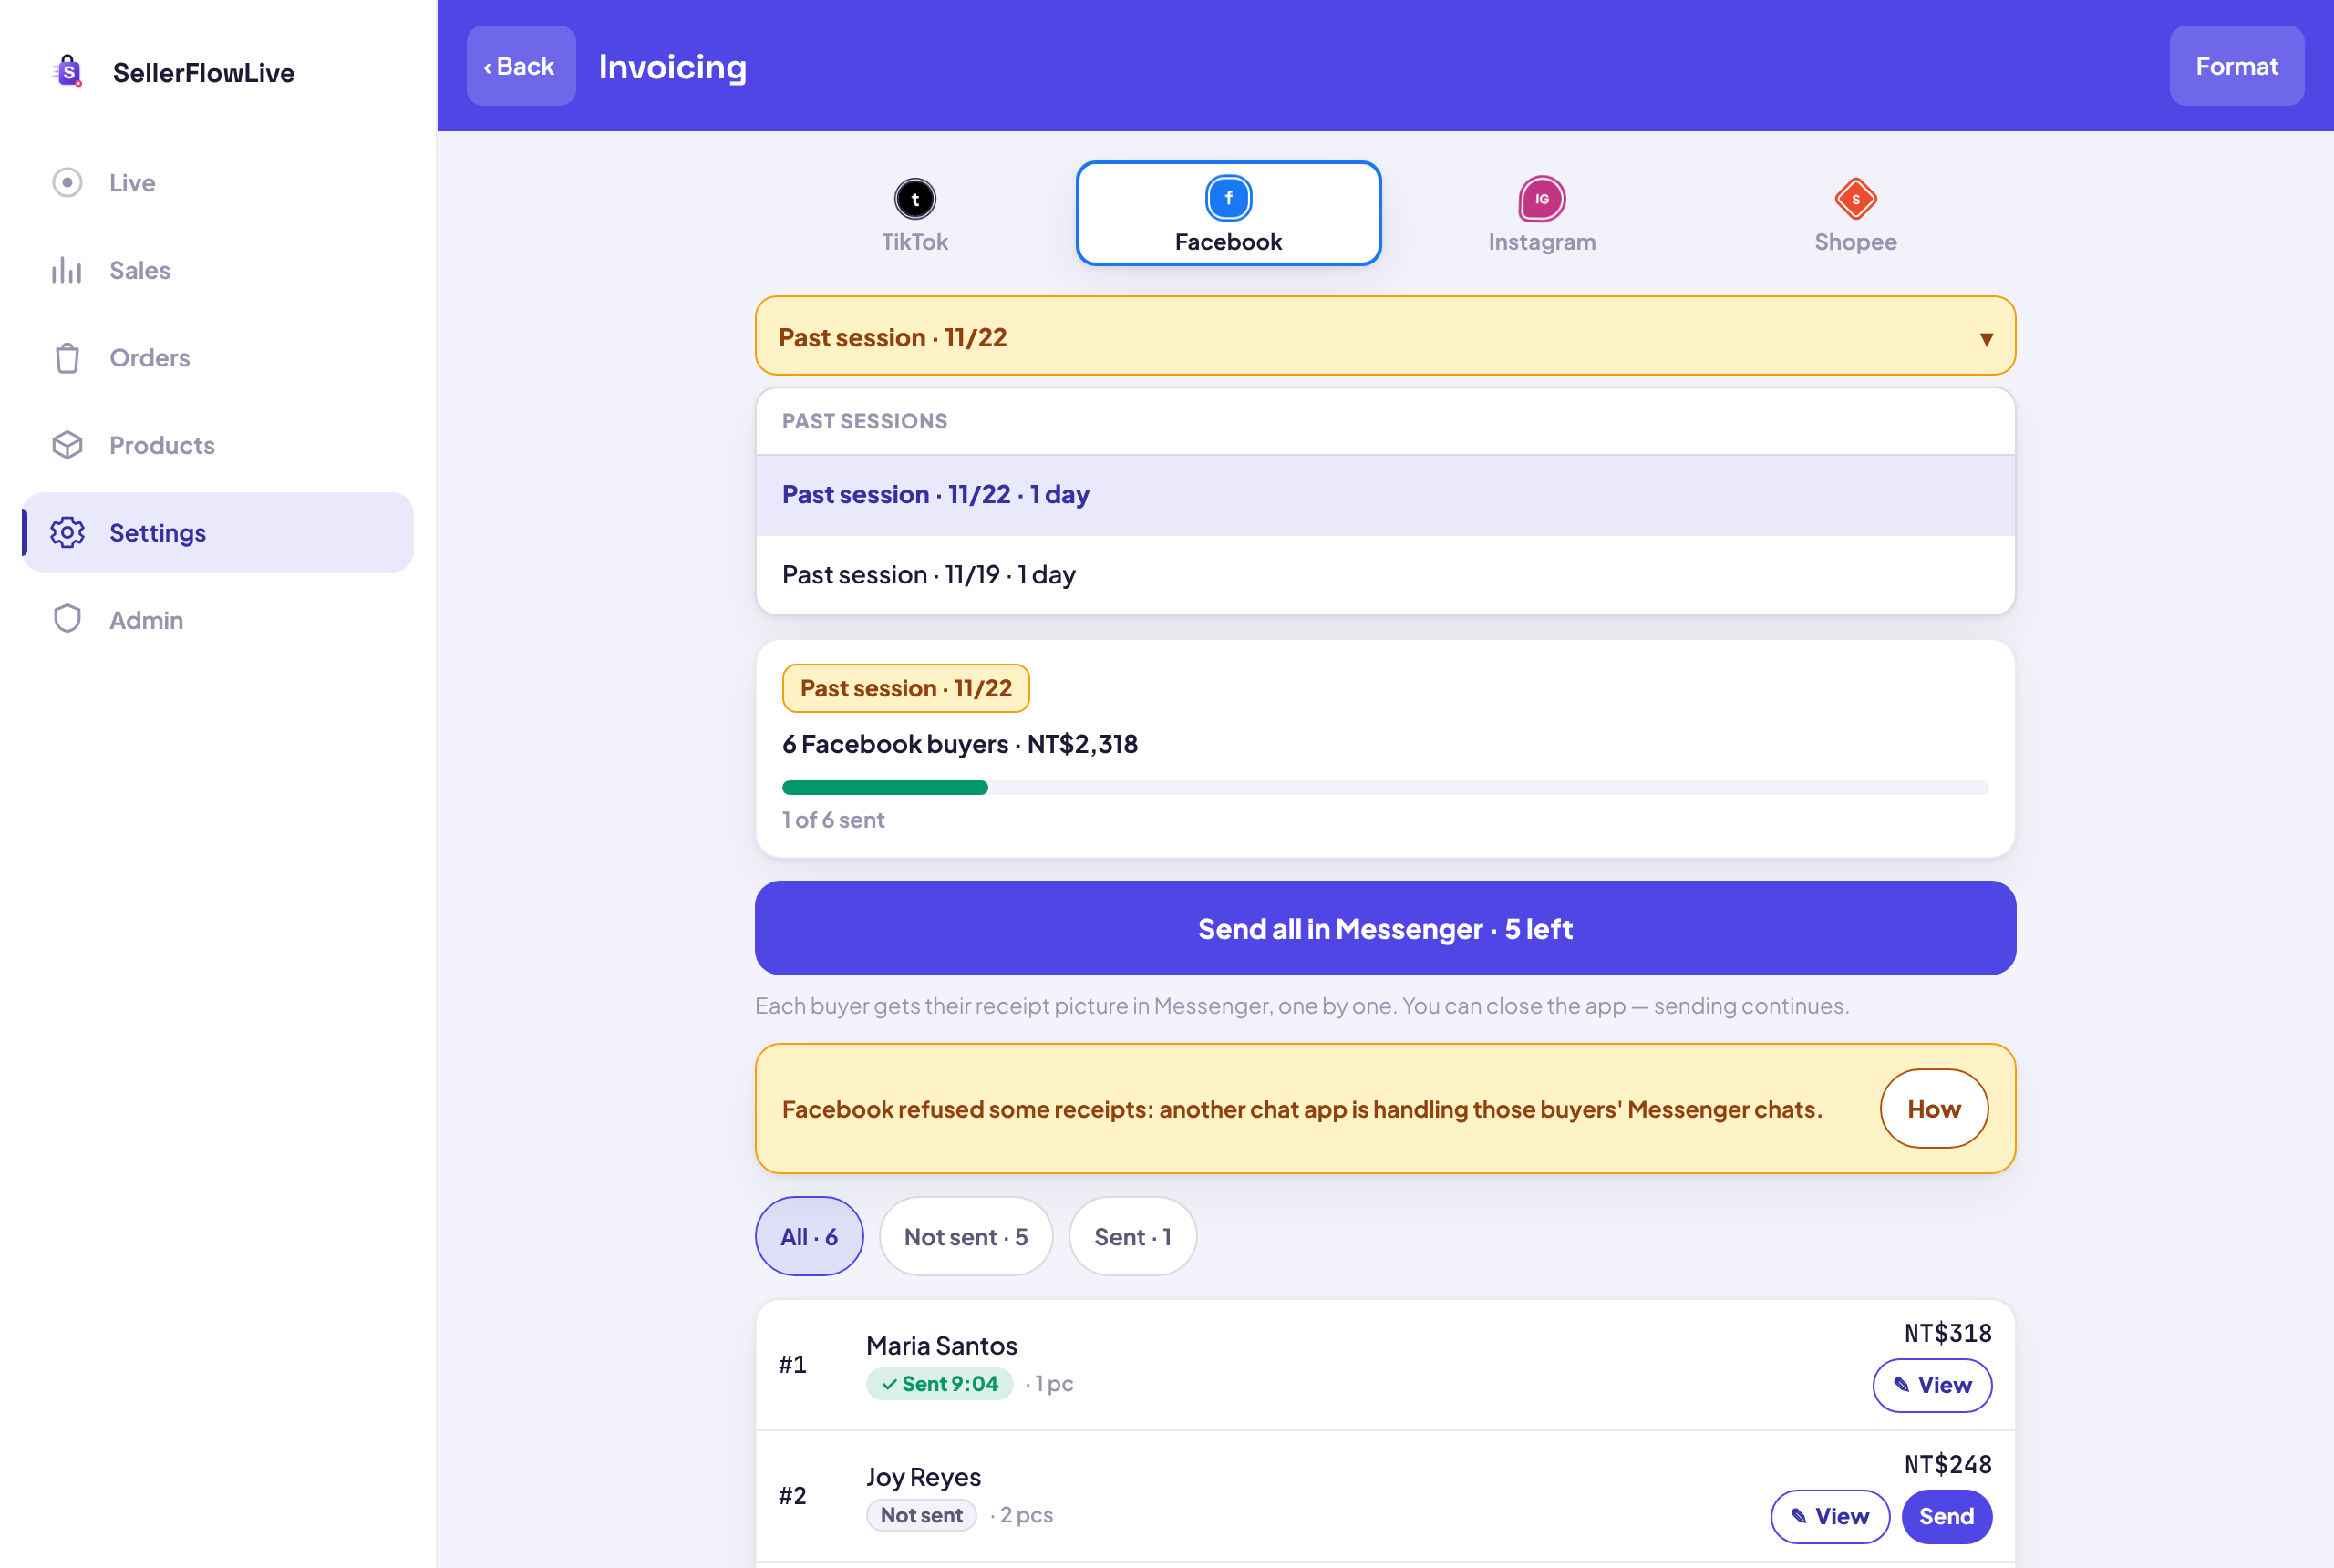 SellerFlowLive
Live
Sales
Orders
Products
Settings
Admin
‹ Back
Invoicing
Format
t
TikTok
f
Facebook
IG
Instagram
S
Shopee
Past session · 11/22
▼
PAST SESSIONS
Past session · 11/22 · 1 day
Past session · 11/19 · 1 day
Past session · 11/22
6 Facebook buyers · NT$2,318
1 of 6 sent
Send all in Messenger · 5 left
Each buyer gets their receipt picture in Messenger, one by one. You can close the app — sending continues.
Facebook refused some receipts: another chat app is handling those buyers' Messenger chats.
How
All · 6
Not sent · 5
Sent · 1
#1
Maria Santos
✓ Sent 9:04 · 1 pc
NT$318
✎ View
#2
Joy Reyes
Not sent · 2 pcs
NT$248
✎ View
Send